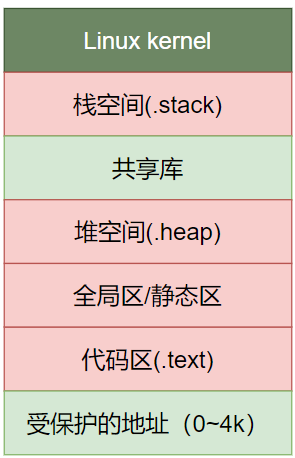 Linux kernel
栈空间(.stack)
共享库
堆空间(.heap)
全局区/静态区
代码区(.text)
受保护的地址（0~4k）